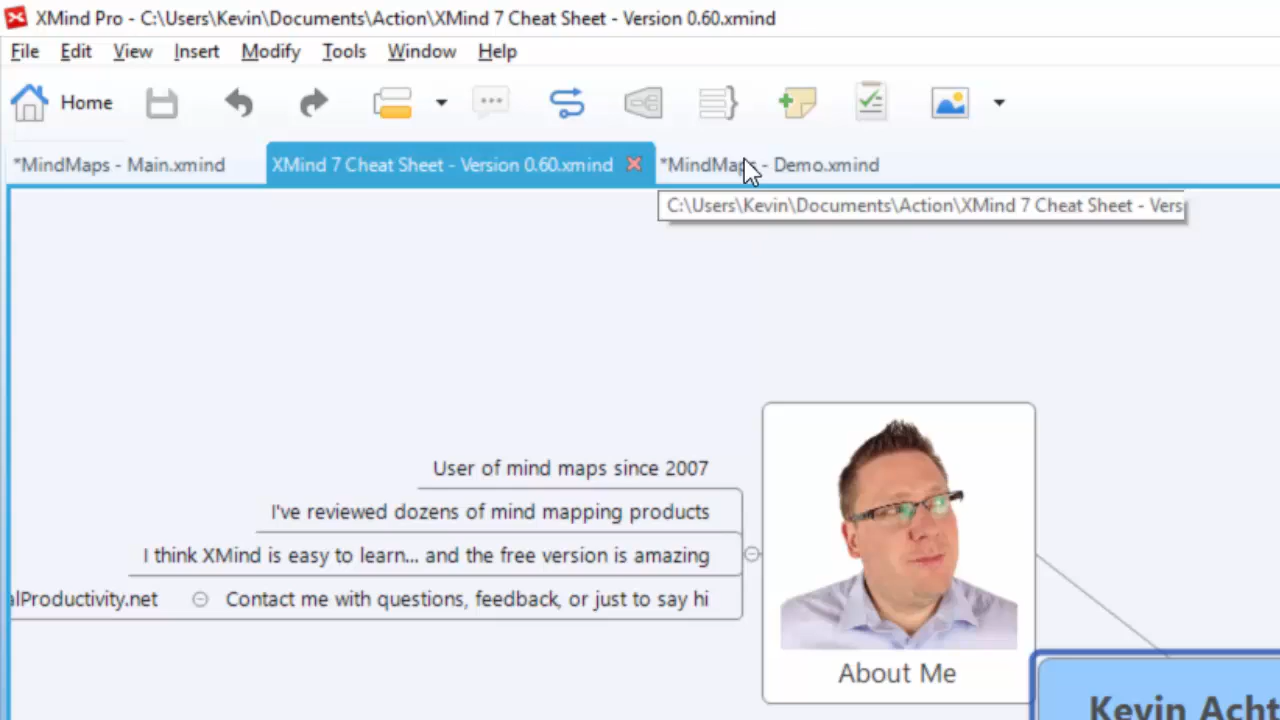 XMind Pro - C:\Users\Kevin\Documents\Action\XMind 7 Cheat Sheet - Version 0.60.xmind
File Edit View Insert Modify Tools Window Help
Home
*MindMaps - Main.xmind XMind 7 Cheat Sheet - Version 0.60.xmind *MindMaps - Demo.xmind
C:\Users\Kevin\Documents\Action\XMind 7 Cheat Sheet - Vers
User of mind maps since 2007
I've reviewed dozens of mind mapping products
I think XMind is easy to learn... and the free version is amazing
alProductivity.net Contact me with questions, feedback, or just to say hi
About Me
Kevin Acht